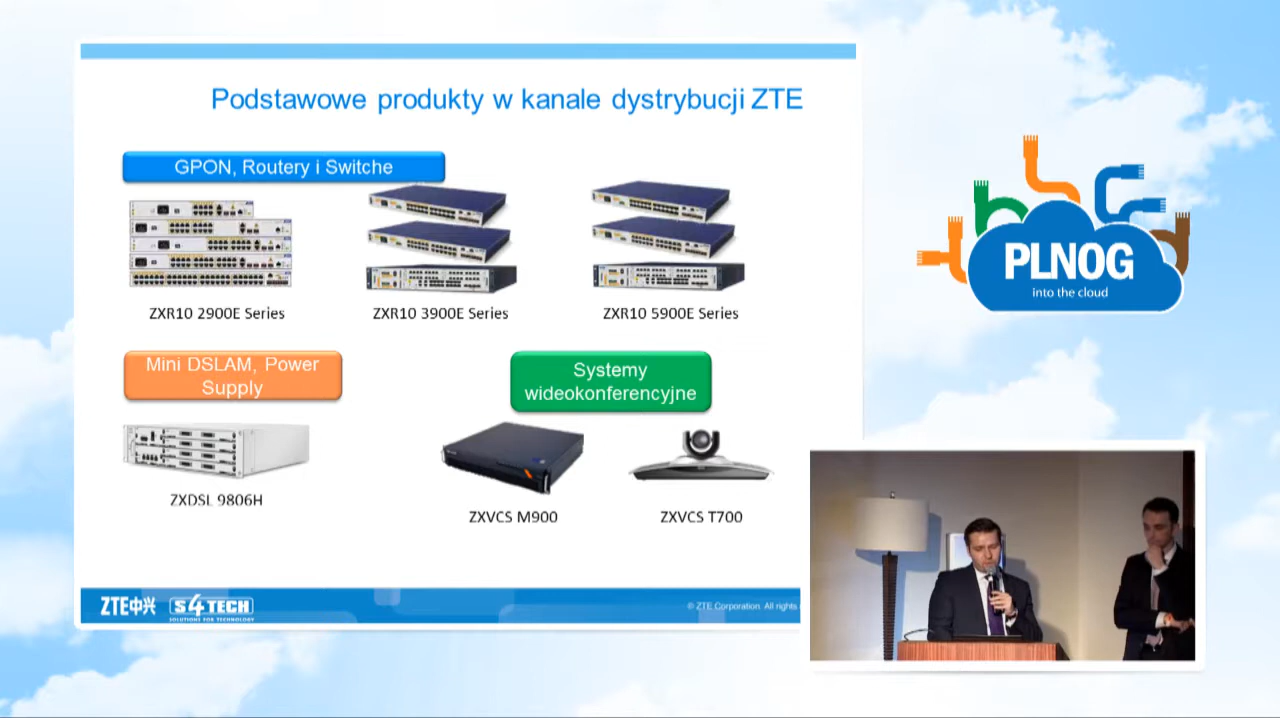 Podstawowe produkty w kanale dystrybucji ZTE
GPON, Routery i Switche
ZXR10 2900E Series
ZXR10 3900E Series
ZXR10 5900E Series
Mini DSLAM, Power
Supply
Systemy
wideokonferencyjne
ZXDSL 9806H
ZXVCS M900
ZXVCS T700
ZTE中兴
S4TECH
SOLUTIONS FOR TECHNOLOGY
© ZTE Corporation All rights
PLNOG
into the cloud